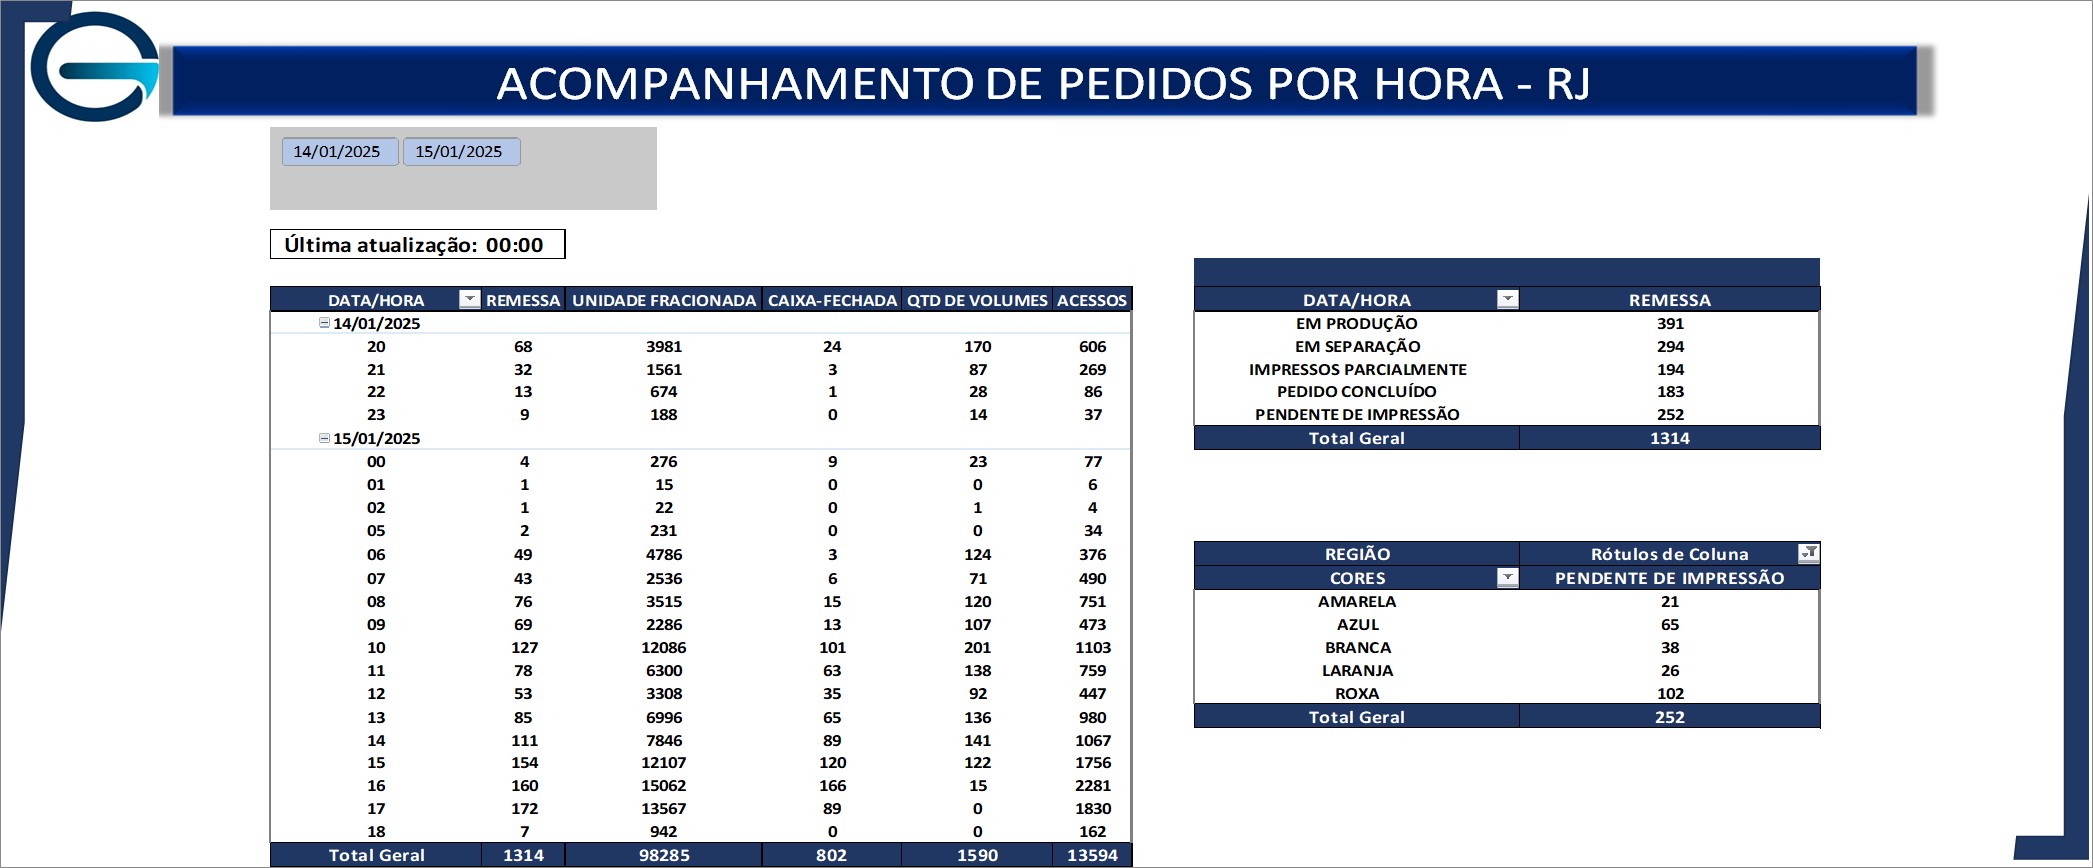 ACOMPANHAMENTO DE PEDIDOS POR HORA - RJ
14/01/2025 15/01/2025
Última atualização: 00:00
DATA/HORA REMESSA UNIDADE FRACIONADA CAIXA-FECHADA QTD DE VOLUMES ACESSOS
14/01/2025
20 68 3981 24 170 606
21 32 1561 3 87 269
22 13 674 1 28 86
23 9 188 0 14 37
15/01/2025
00 4 276 9 23 77
01 1 15 0 0 6
02 1 22 0 1 4
05 2 231 0 0 34
06 49 4786 3 124 376
07 43 2536 6 71 490
08 76 3515 15 120 751
09 69 2286 13 107 473
10 127 12086 101 201 1103
11 78 6300 63 138 759
12 53 3308 35 92 447
13 85 6996 65 136 980
14 111 7846 89 141 1067
15 154 12107 120 122 1756
16 160 15062 166 15 2281
17 172 13567 89 0 1830
18 7 942 0 0 162
Total Geral 1314 98285 802 1590 13594
DATA/HORA REMESSA
EM PRODUÇÃO 391
EM SEPARAÇÃO 294
IMPRESSOS PARCIALMENTE 194
PEDIDO CONCLUÍDO 183
PENDENTE DE IMPRESSÃO 252
Total Geral 1314
REGIÃO Rótulos de Coluna
CORES PENDENTE DE IMPRESSÃO
AMARELA 21
AZUL 65
BRANCA 38
LARANJA 26
ROXA 102
Total Geral 252